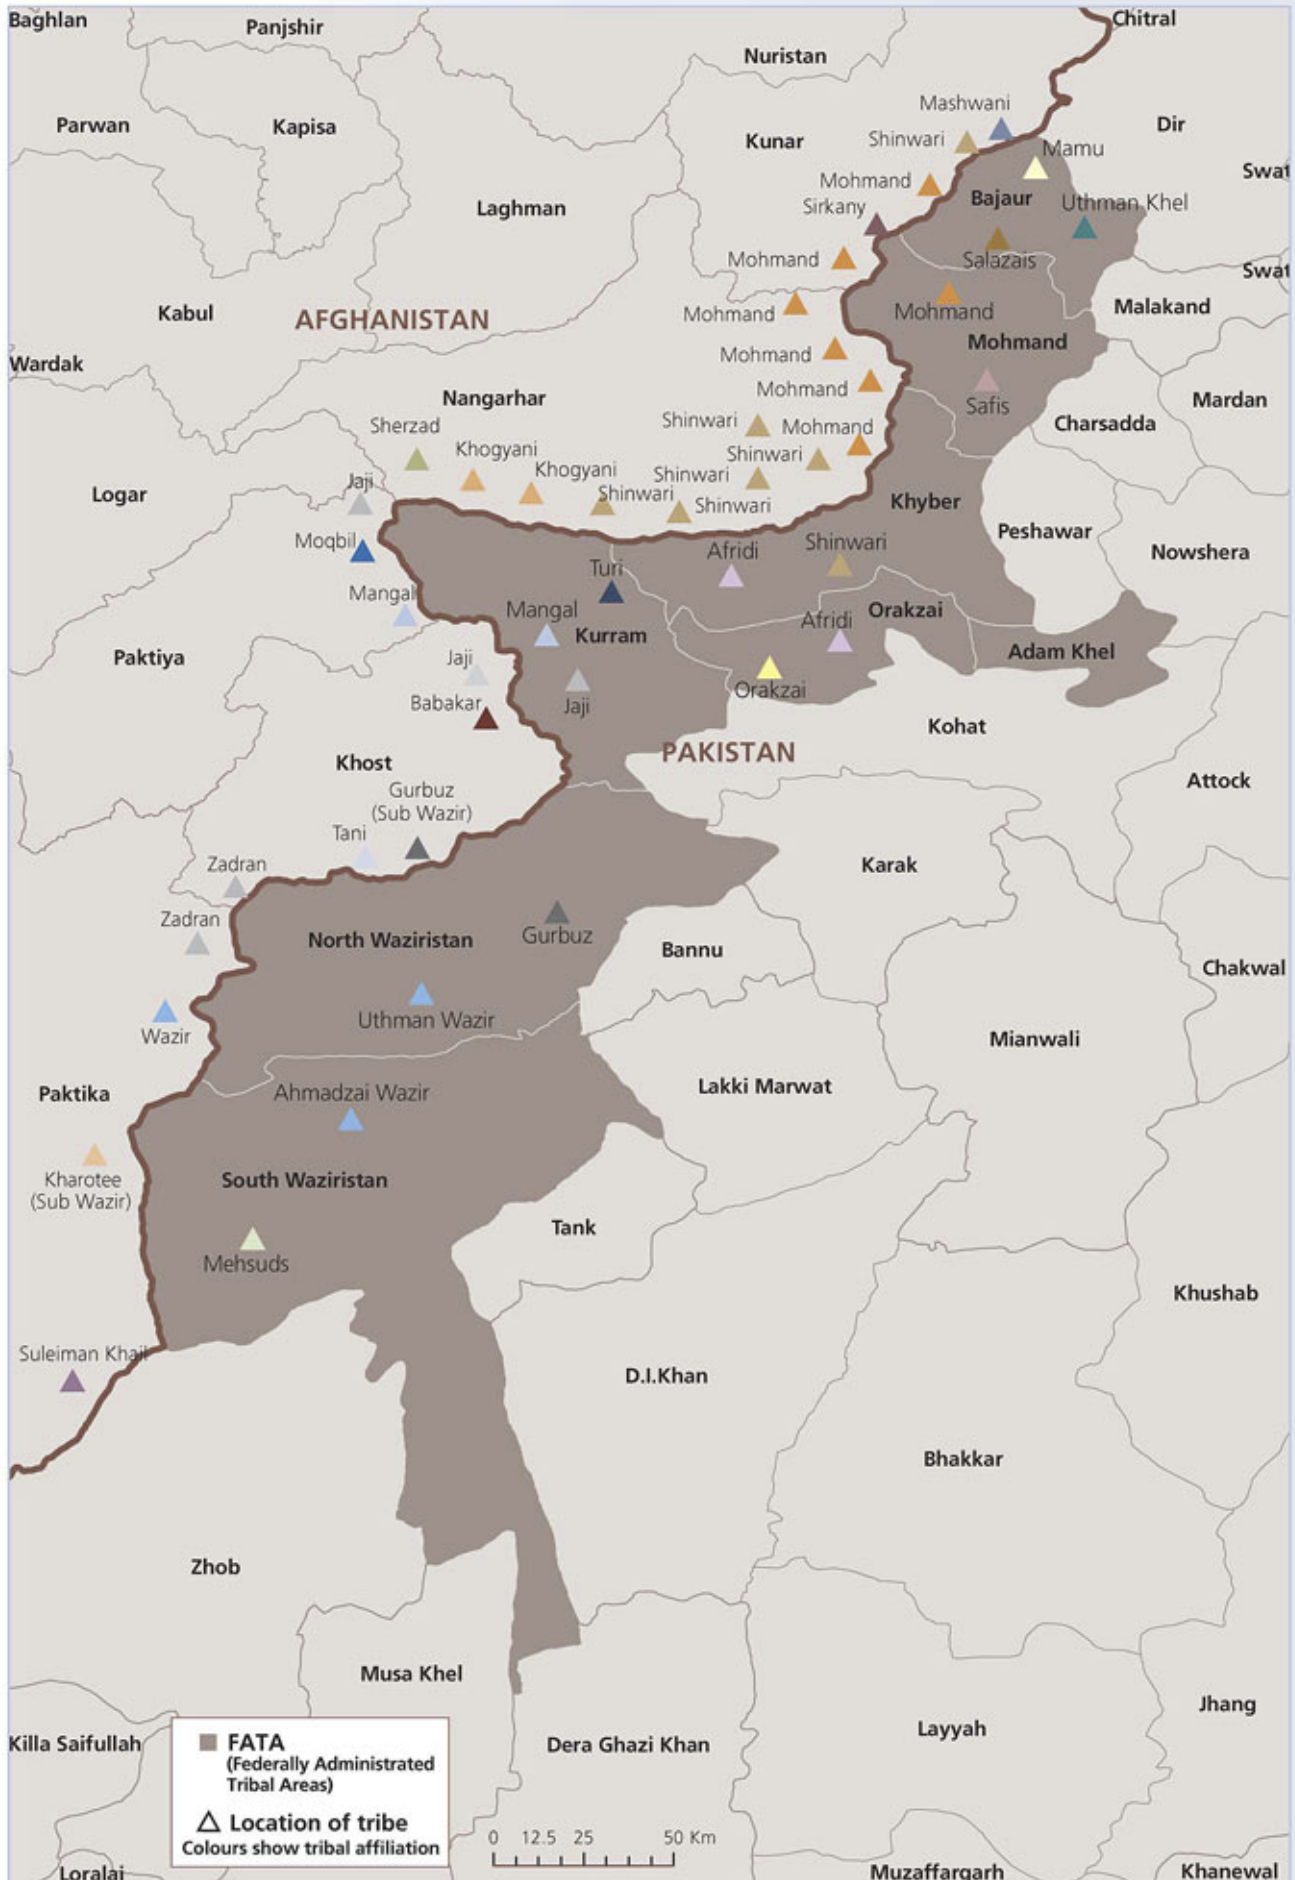 Baghlan
Panjshir
Chitral
Nuristan
Mashwani
Parwan
Kapisa
Kunar
Shinwari
Dir
Mamu
Swat
Mohmand
Bajaur
Sirkany
Uthman Khel
Laghman
Mohmand
Salazais
Swat
Kabul
AFGHANISTAN
Mohmand
Mohmand
Malakand
Mohmand
Mohmand
Wardak
Mohmand
Nangarhar
Safis
Mardan
Sherzad
Shinwari
Mohmand
Charsadda
Khogyani
Shinwari
Khogyani
Shinwari
Jaji
Logar
Shinwari
Shinwari
Khyber
Peshawar
Moqbil
Afridi
Shinwari
Nowshera
Turi
Mangal
Mangal
Kurram
Afridi
Orakzai
Adam Khel
Paktiya
Jaji
Orakzai
Babakar
Jaji
Kohat
PAKISTAN
Khost
Attock
Gurbuz
(Sub Wazir)
Tani
Zadran
Karak
Zadran
North Waziristan
Gurbuz
Bannu
Chakwal
Uthman Wazir
Wazir
Mianwali
Paktika
Ahmadzai Wazir
Lakki Marwat
Kharotee
(Sub Wazir)
South Waziristan
Tank
Mehsuds
Khushab
Suleiman Khail
D.I.Khan
Bhakkar
Zhob
Musa Khel
Jhang
Killa Saifullah
Dera Ghazi Khan
Layyah
FATA
(Federally Administrated
Tribal Areas)
Location of tribe
Colours show tribal affiliation
0 12.5 25 50 Km
Loralai
Muzaffargarh
Khanewal